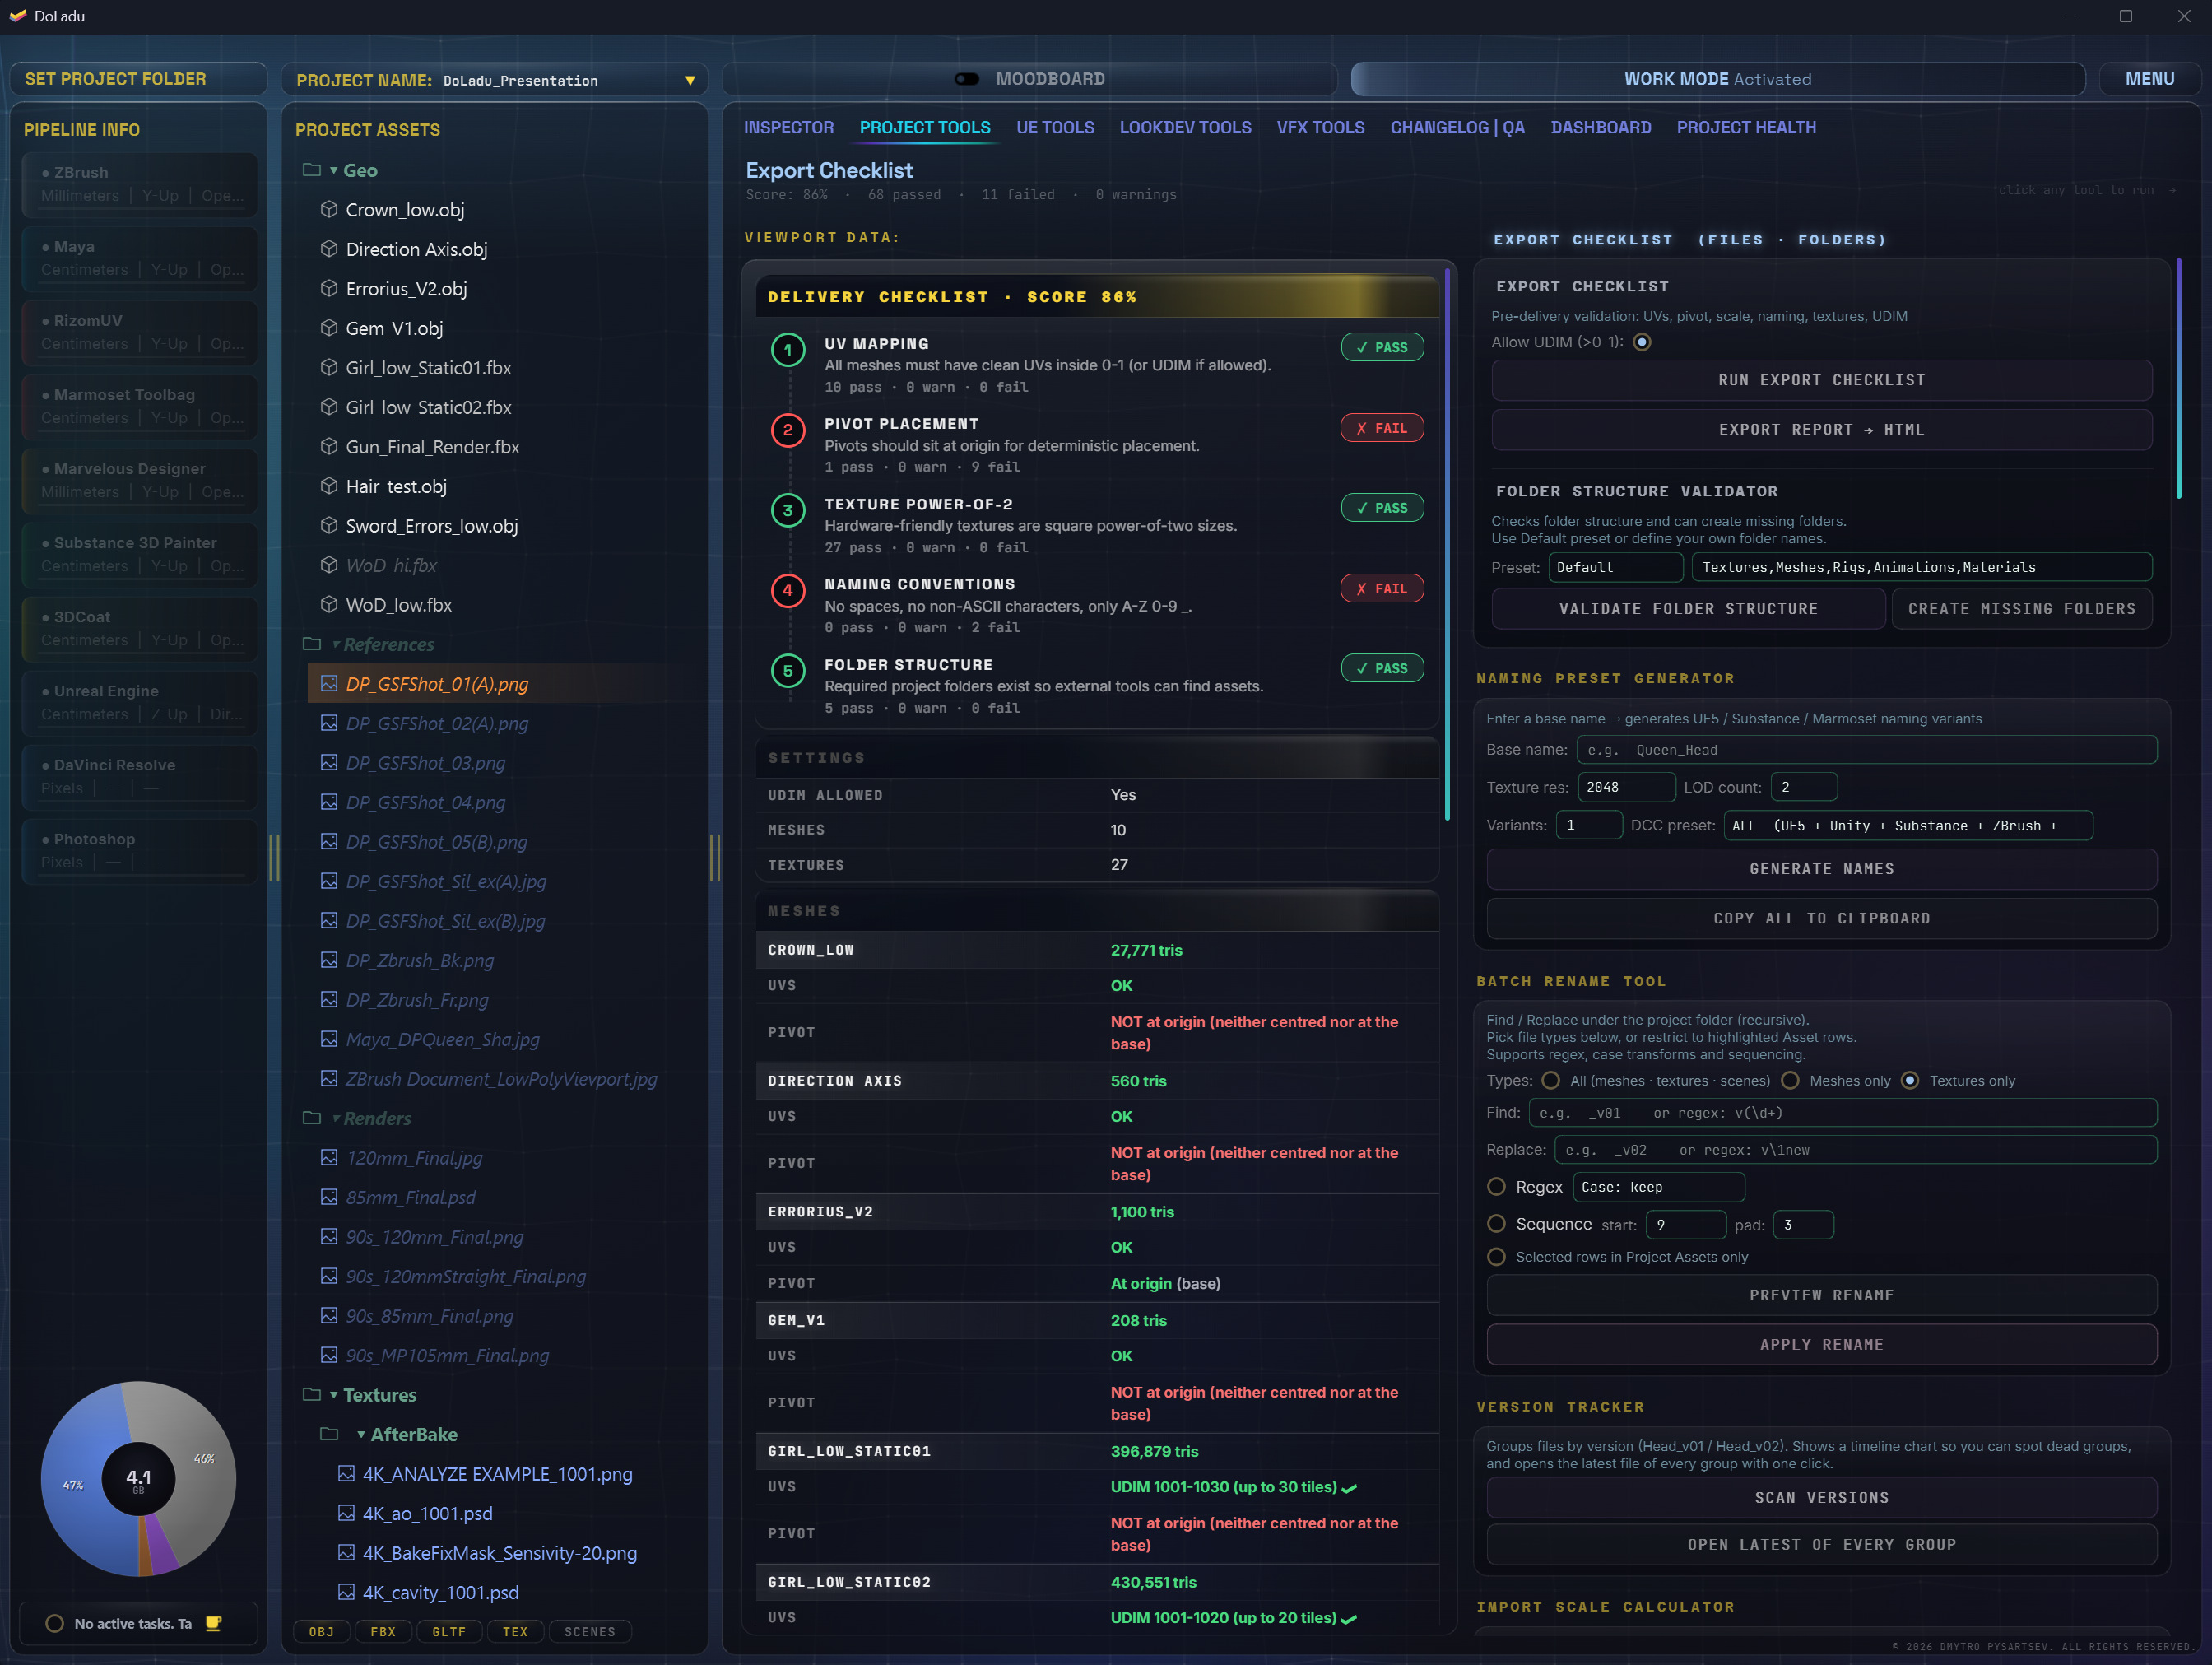 DoLadu
SET PROJECT FOLDER
PROJECT NAME: DoLadu_Presentation ▼
MOODBOARD
WORK MODE Activated
MENU
PIPELINE INFO
● ZBrush
Millimeters | Y-Up | Ope...
● Maya
Centimeters | Y-Up | Op...
● RizomUV
Centimeters | Y-Up | Op...
● Marmoset Toolbag
Centimeters | Y-Up | Op...
● Marvelous Designer
Millimeters | Y-Up | Ope...
● Substance 3D Painter
Centimeters | Y-Up | Op...
● 3DCoat
Centimeters | Y-Up | Op...
● Unreal Engine
Centimeters | Z-Up | Dir...
● DaVinci Resolve
Pixels | — | —
● Photoshop
Pixels | — | —
47%
46%
4.1
GB
No active tasks. Ta
PROJECT ASSETS
▼ Geo
Crown_low.obj
Direction Axis.obj
Errorius_V2.obj
Gem_V1.obj
Girl_low_Static01.fbx
Girl_low_Static02.fbx
Gun_Final_Render.fbx
Hair_test.obj
Sword_Errors_low.obj
WoD_hi.fbx
WoD_low.fbx
▼ References
DP_GSFShot_01(A).png
DP_GSFShot_02(A).png
DP_GSFShot_03.png
DP_GSFShot_04.png
DP_GSFShot_05(B).png
DP_GSFShot_Sil_ex(A).jpg
DP_GSFShot_Sil_ex(B).jpg
DP_Zbrush_Bk.png
DP_Zbrush_Fr.png
Maya_DPQueen_Sha.jpg
ZBrush Document_LowPolyVievport.jpg
▼ Renders
120mm_Final.jpg
85mm_Final.psd
90s_120mm_Final.png
90s_120mmStraight_Final.png
90s_85mm_Final.png
90s_MP105mm_Final.png
▼ Textures
▼ AfterBake
4K_ANALYZE EXAMPLE_1001.png
4K_ao_1001.psd
4K_BakeFixMask_Sensivity-20.png
4K_cavity_1001.psd
OBJ FBX GLTF TEX SCENES
INSPECTOR PROJECT TOOLS UE TOOLS LOOKDEV TOOLS VFX TOOLS CHANGELOG | QA DASHBOARD PROJECT HEALTH
Export Checklist
Score: 86% · 68 passed · 11 failed · 0 warnings
click any tool to run →
VIEWPORT DATA:
DELIVERY CHECKLIST · SCORE 86%
1 UV MAPPING ✓ PASS
All meshes must have clean UVs inside 0-1 (or UDIM if allowed).
10 pass · 0 warn · 0 fail
2 PIVOT PLACEMENT ✗ FAIL
Pivots should sit at origin for deterministic placement.
1 pass · 0 warn · 9 fail
3 TEXTURE POWER-OF-2 ✓ PASS
Hardware-friendly textures are square power-of-two sizes.
27 pass · 0 warn · 0 fail
4 NAMING CONVENTIONS ✗ FAIL
No spaces, no non-ASCII characters, only A-Z 0-9 _.
0 pass · 0 warn · 2 fail
5 FOLDER STRUCTURE ✓ PASS
Required project folders exist so external tools can find assets.
5 pass · 0 warn · 0 fail
SETTINGS
UDIM ALLOWED Yes
MESHES 10
TEXTURES 27
MESHES
CROWN_LOW 27,771 tris
UVS OK
PIVOT NOT at origin (neither centred nor at the
base)
DIRECTION AXIS 560 tris
UVS OK
PIVOT NOT at origin (neither centred nor at the
base)
ERRORIUS_V2 1,100 tris
UVS OK
PIVOT At origin (base)
GEM_V1 208 tris
UVS OK
PIVOT NOT at origin (neither centred nor at the
base)
GIRL_LOW_STATIC01 396,879 tris
UVS UDIM 1001-1030 (up to 30 tiles) ✓
PIVOT NOT at origin (neither centred nor at the
base)
GIRL_LOW_STATIC02 430,551 tris
UVS UDIM 1001-1020 (up to 20 tiles) ✓
EXPORT CHECKLIST (FILES · FOLDERS)
EXPORT CHECKLIST
Pre-delivery validation: UVs, pivot, scale, naming, textures, UDIM
Allow UDIM (>0-1):
RUN EXPORT CHECKLIST
EXPORT REPORT → HTML
FOLDER STRUCTURE VALIDATOR
Checks folder structure and can create missing folders.
Use Default preset or define your own folder names.
Preset: Default Textures,Meshes,Rigs,Animations,Materials
VALIDATE FOLDER STRUCTURE CREATE MISSING FOLDERS
NAMING PRESET GENERATOR
Enter a base name → generates UE5 / Substance / Marmoset naming variants
Base name: e.g. Queen_Head
Texture res: 2048 LOD count: 2
Variants: 1 DCC preset: ALL (UE5 + Unity + Substance + ZBrush +
GENERATE NAMES
COPY ALL TO CLIPBOARD
BATCH RENAME TOOL
Find / Replace under the project folder (recursive).
Pick file types below, or restrict to highlighted Asset rows.
Supports regex, case transforms and sequencing.
Types: All (meshes · textures · scenes) Meshes only Textures only
Find: e.g. _v01 or regex: v(\d+)
Replace: e.g. _v02 or regex: v\1new
Regex Case: keep
Sequence start: 9 pad: 3
Selected rows in Project Assets only
PREVIEW RENAME
APPLY RENAME
VERSION TRACKER
Groups files by version (Head_v01 / Head_v02). Shows a timeline chart so you can spot dead groups,
and opens the latest file of every group with one click.
SCAN VERSIONS
OPEN LATEST OF EVERY GROUP
IMPORT SCALE CALCULATOR
© 2026 DMYTRO PYSARTSEV. ALL RIGHTS RESERVED.